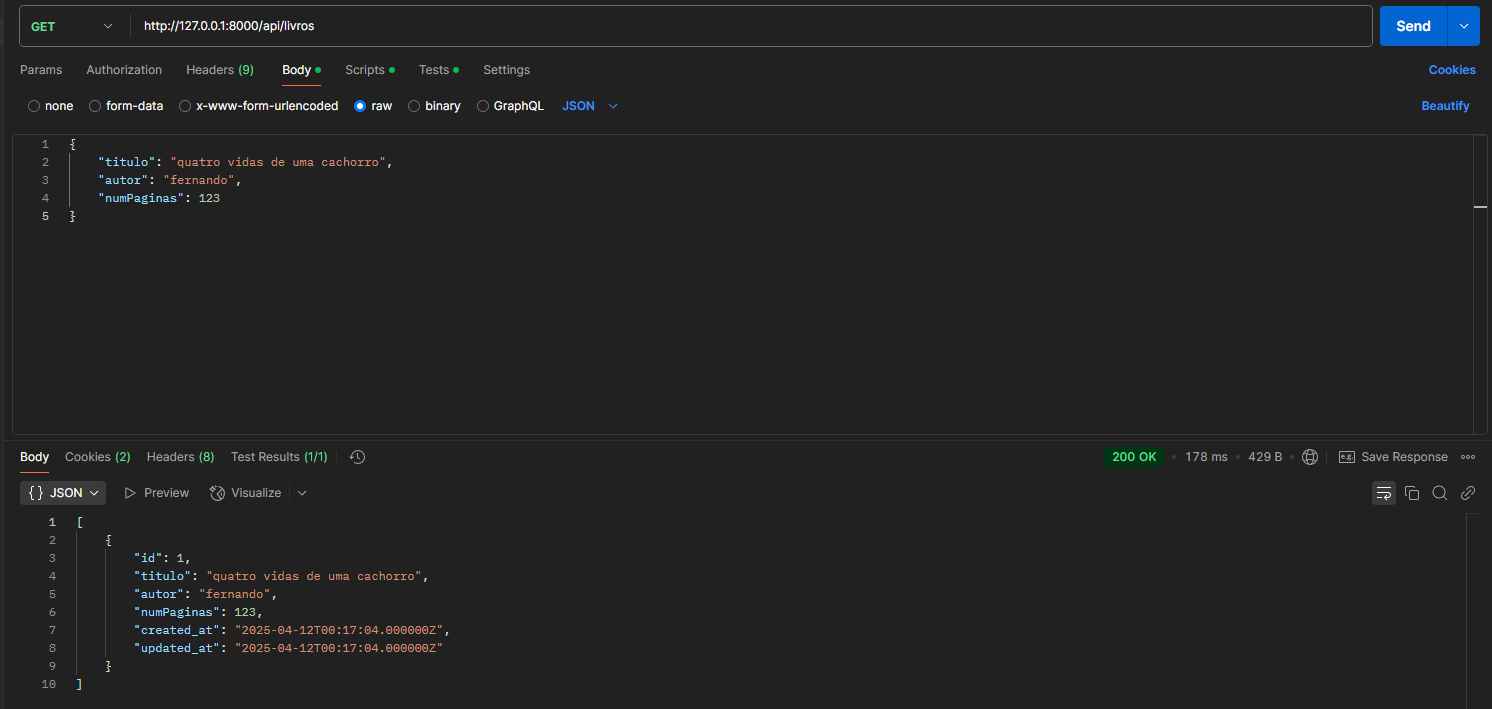 GET http://127.0.0.1:8000/api/livros Send
Params Authorization Headers (9) Body Scripts Tests Settings Cookies
none form-data x-www-form-urlencoded raw binary GraphQL JSON Beautify
1 {
2 "titulo": "quatro vidas de uma cachorro",
3 "autor": "fernando",
4 "numPaginas": 123
5 }
Body Cookies (2) Headers (8) Test Results (1/1) 200 OK • 178 ms • 429 B • e.g. Save Response
{} JSON Preview Visualize
1 [
2 {
3 "id": 1,
4 "titulo": "quatro vidas de uma cachorro",
5 "autor": "fernando",
6 "numPaginas": 123,
7 "created_at": "2025-04-12T00:17:04.000000Z",
8 "updated_at": "2025-04-12T00:17:04.000000Z"
9 }
10 ]